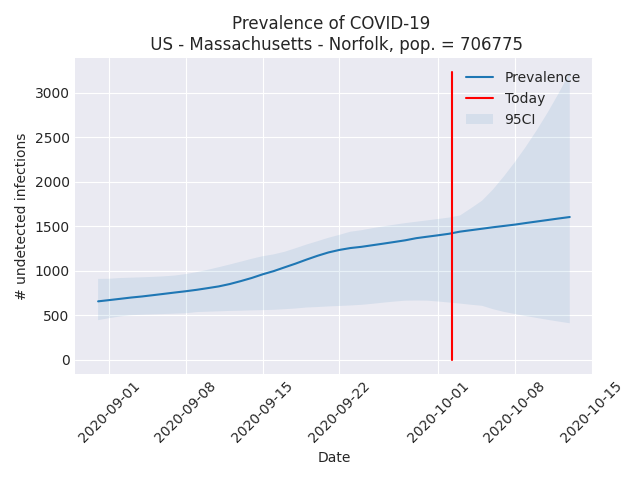 Prevalence of COVID-19
US - Massachusetts - Norfolk, pop. = 706775
Prevalence
Today
95CI
3000
2500
2000
1500
1000
500
0
# undetected infections
2020-09-01
2020-09-08
2020-09-15
2020-09-22
2020-10-01
2020-10-08
2020-10-15
Date